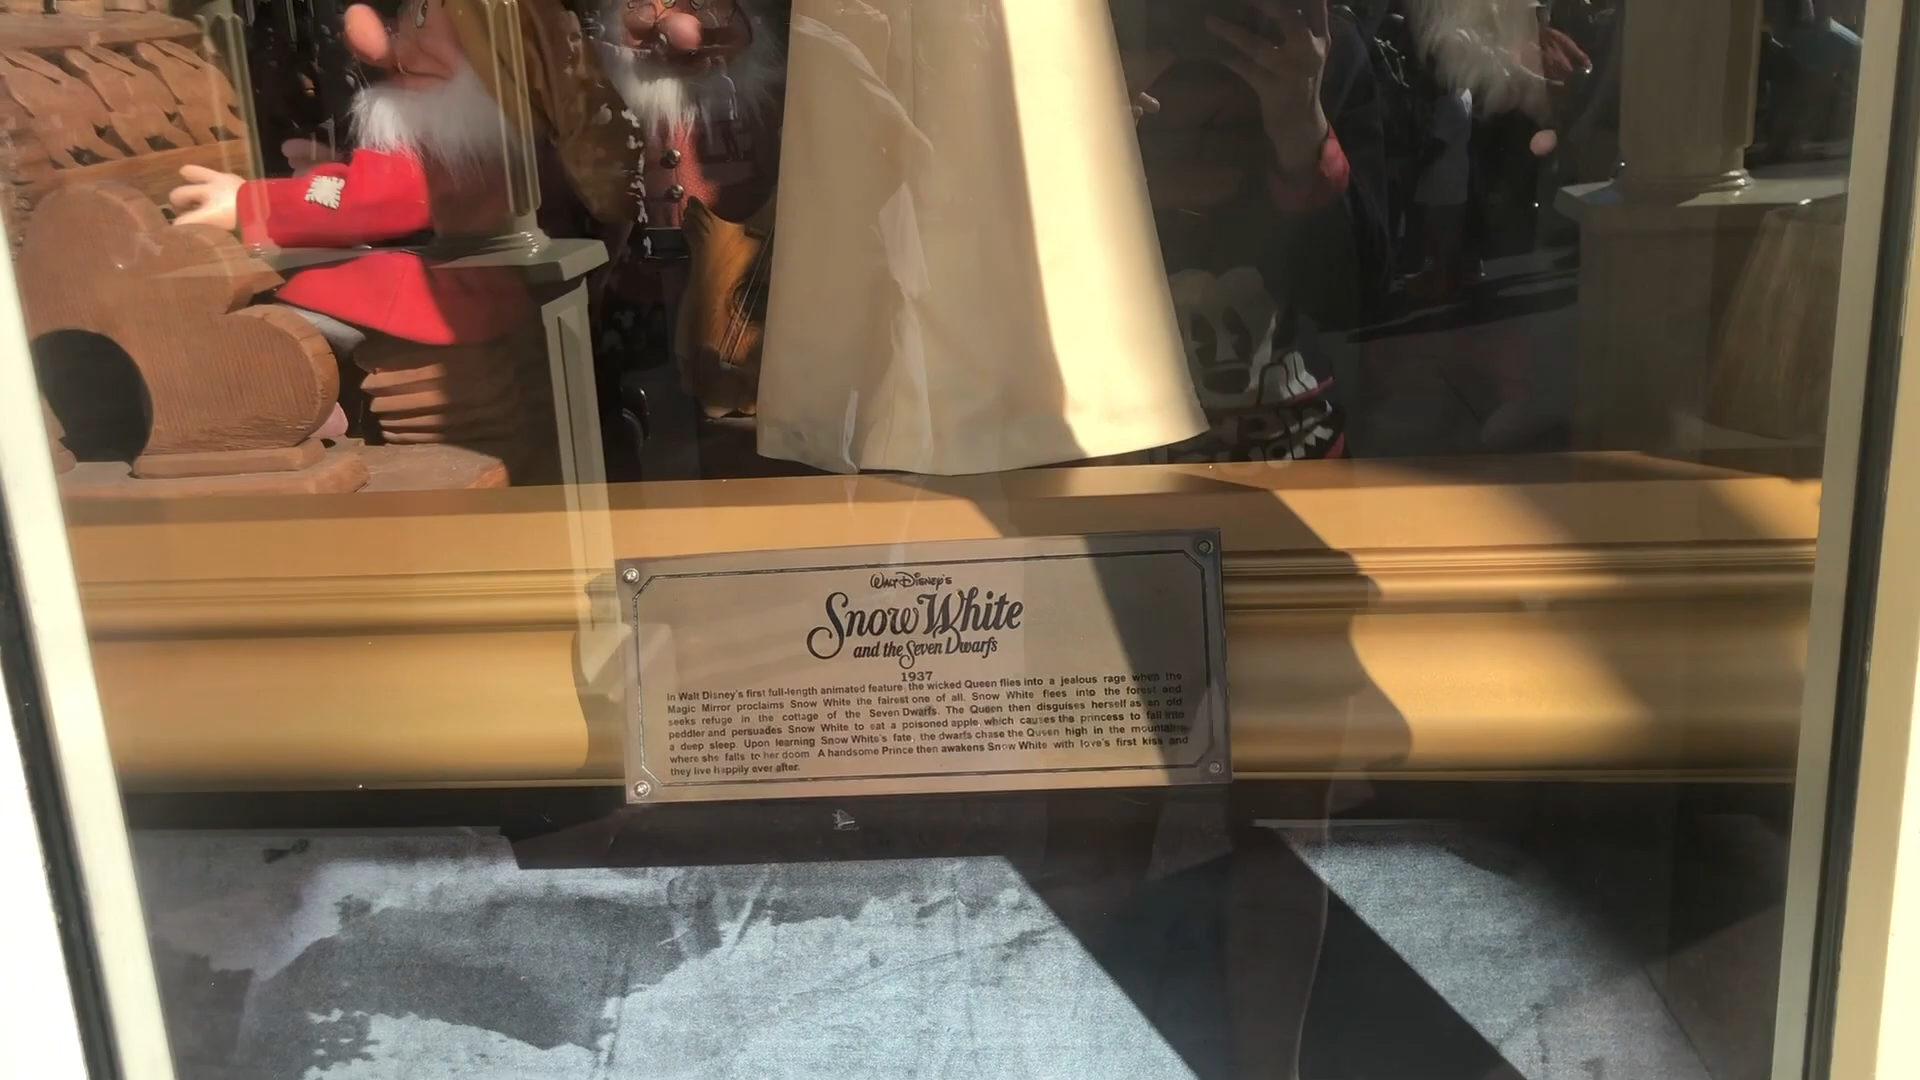 Walt Disney's
Snow White
and the Seven Dwarfs
1937
In Walt Disney's first full-length animated feature, the wicked Queen flies into a jealous rage when the
Magic Mirror proclaims Snow White the fairest one of all. Snow White flees into the forest and
seeks refuge in the cottage of the Seven Dwarfs. The Queen then disguises herself as an old
peddler and persuades Snow White to eat a poisoned apple, which causes the princess to fall into
a deep sleep. Upon learning Snow White's fate, the dwarfs chase the Queen high in the mountains
where she falls to her doom. A handsome Prince then awakens Snow White with love's first kiss and
they live happily ever after.